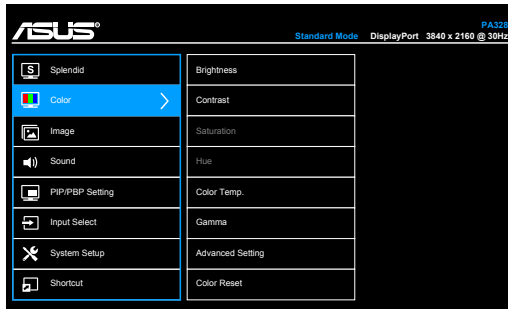 ASUS
PA328
Standard Mode DisplayPort 3840 x 2160 @ 30Hz
S Splendid
Brightness
Color
Contrast
Image
Saturation
Sound
Hue
PIP/PBP Setting
Color Temp.
Input Select
Gamma
System Setup
Advanced Setting
Shortcut
Color Reset